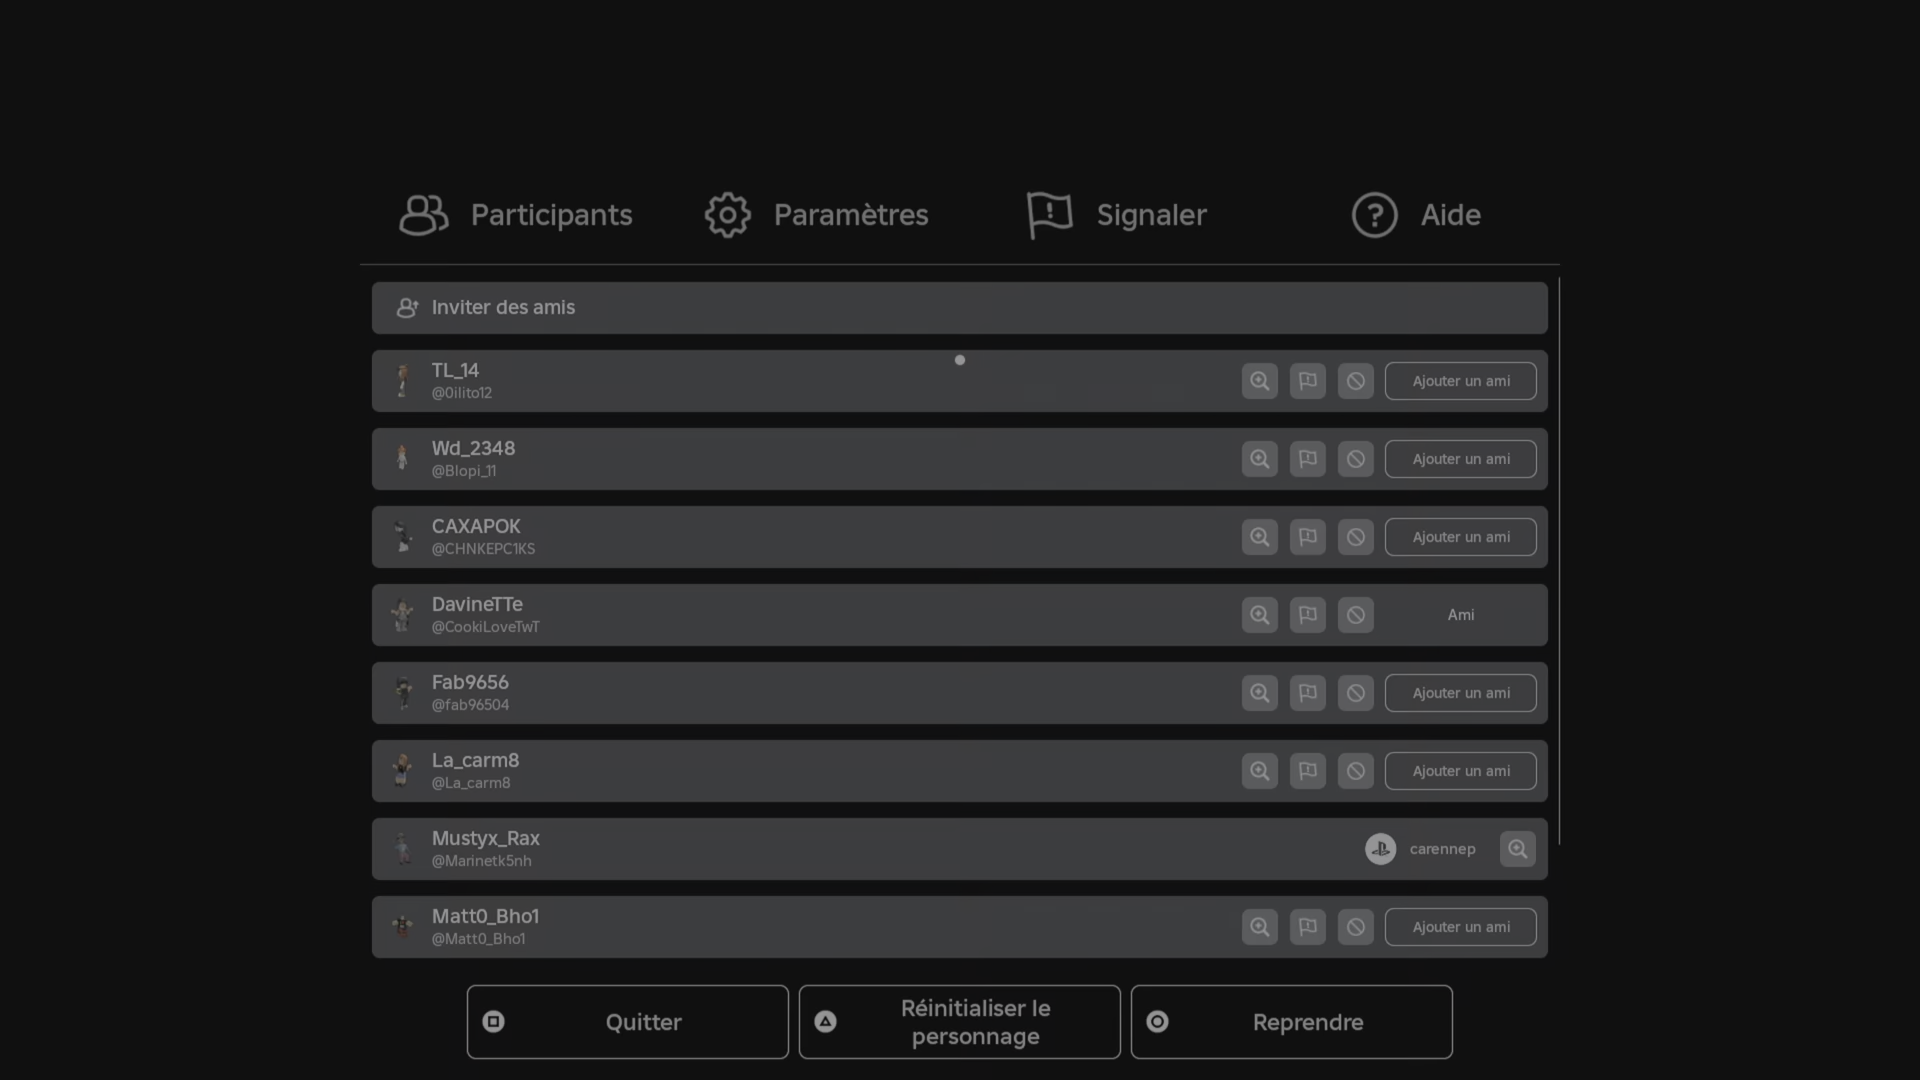 Participants
Paramètres
Signaler
Aide
Inviter des amis
TL_14
@0ilito12
Ajouter un ami
Wd_2348
@Blopi_11
Ajouter un ami
CAXAPOK
@CHNKEPC1KS
Ajouter un ami
DavineTTe
@CookiLoveTwT
Ami
Fab9656
@fab96504
Ajouter un ami
La_carm8
@La_carm8
Ajouter un ami
Mustyx_Rax
@Marinetk5nh
carennep
Matt0_Bho1
@Matt0_Bho1
Ajouter un ami
Quitter
Réinitialiser le
personnage
Reprendre